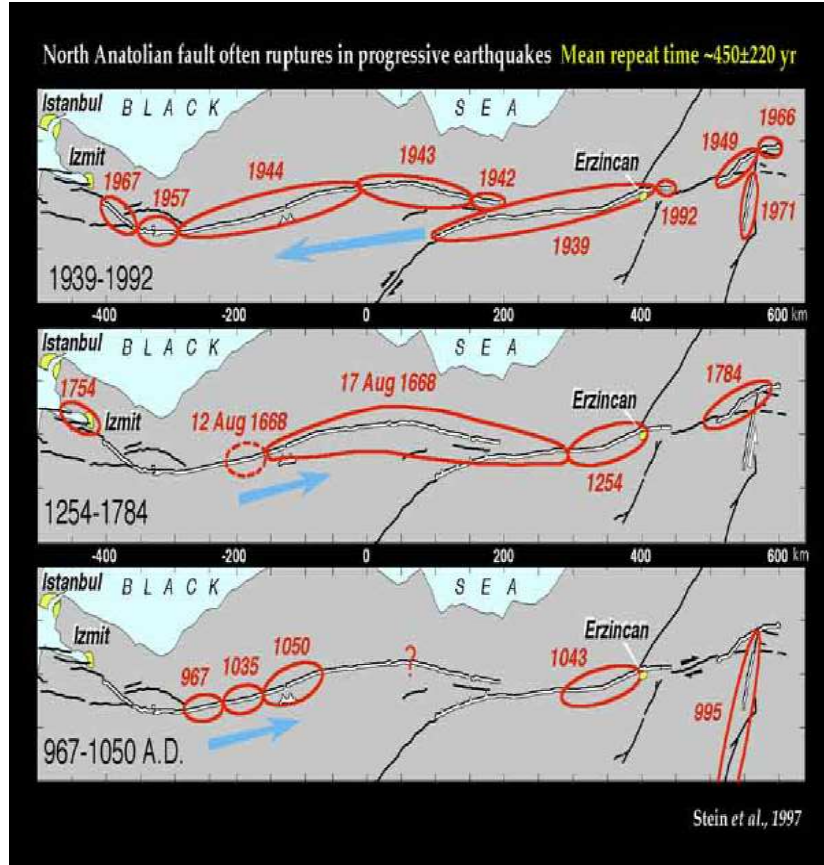 North Anatolian fault often ruptures in progressive earthquakes Mean repeat time ~450±220 yr
Istanbul BLACK SEA
Izmit
1967
1957
1944
1943
1942
Erzincan
1939
1992
1949
1966
1971
1939-1992
-400 -200 0 200 400 600 km
Istanbul BLACK SEA
1754
Izmit
12 Aug 1668
17 Aug 1668
Erzincan
1254
1784
1254-1784
-400 -200 0 200 400 600 km
Istanbul BLACK SEA
Izmit
967
1035
1050
?
1043
Erzincan
995
967-1050 A.D.
Stein et al., 1997